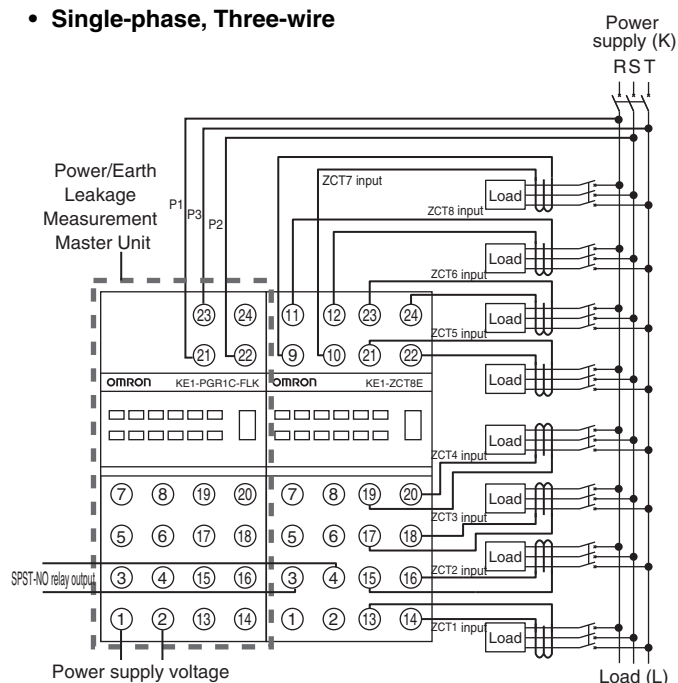 • Single-phase, Three-wire
Power
supply (K)
R S T
Power/Earth
Leakage
Measurement
Master Unit
P1
P3
P2
ZCT7 input
Load
ZCT8 input
Load
ZCT6 input
Load
ZCT5 input
Load
23 24 11 12 23 24
21 22 9 10 21 22
OMRON KE1-PGR1C-FLK OMRON KE1-ZCT8E
Load
ZCT4 input
7 8 19 20 7 8 19 20
Load
ZCT3 input
5 6 17 18 5 6 17 18
Load
ZCT2 input
SPST-NO relay output
3 4 15 16 3 4 15 16
1 2 13 14 1 2 13 14
ZCT1 input
Load
Power supply voltage
Load (L)